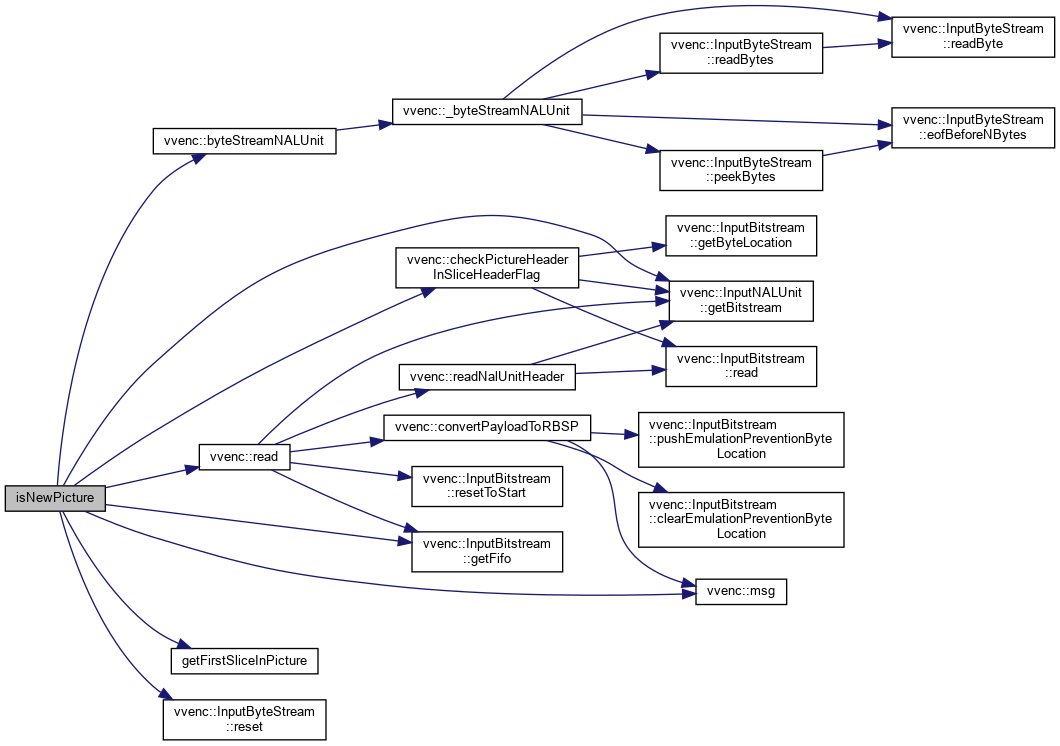 vvenc::InputByteStream
::readByte
vvenc::InputByteStream
::readBytes
vvenc::_byteStreamNALUnit
vvenc::byteStreamNALUnit
vvenc::InputByteStream
::eofBeforeNBytes
vvenc::InputByteStream
::peekBytes
vvenc::InputBitstream
::getByteLocation
vvenc::checkPictureHeader
InSliceHeaderFlag
vvenc::InputNALUnit
::getBitstream
vvenc::InputBitstream
::read
vvenc::readNalUnitHeader
vvenc::convertPayloadToRBSP
vvenc::InputBitstream
::pushEmulationPreventionByte
Location
vvenc::read
vvenc::InputBitstream
::resetToStart
isNewPicture
vvenc::InputBitstream
::clearEmulationPreventionByte
Location
vvenc::InputBitstream
::getFifo
vvenc::msg
getFirstSliceInPicture
vvenc::InputByteStream
::reset